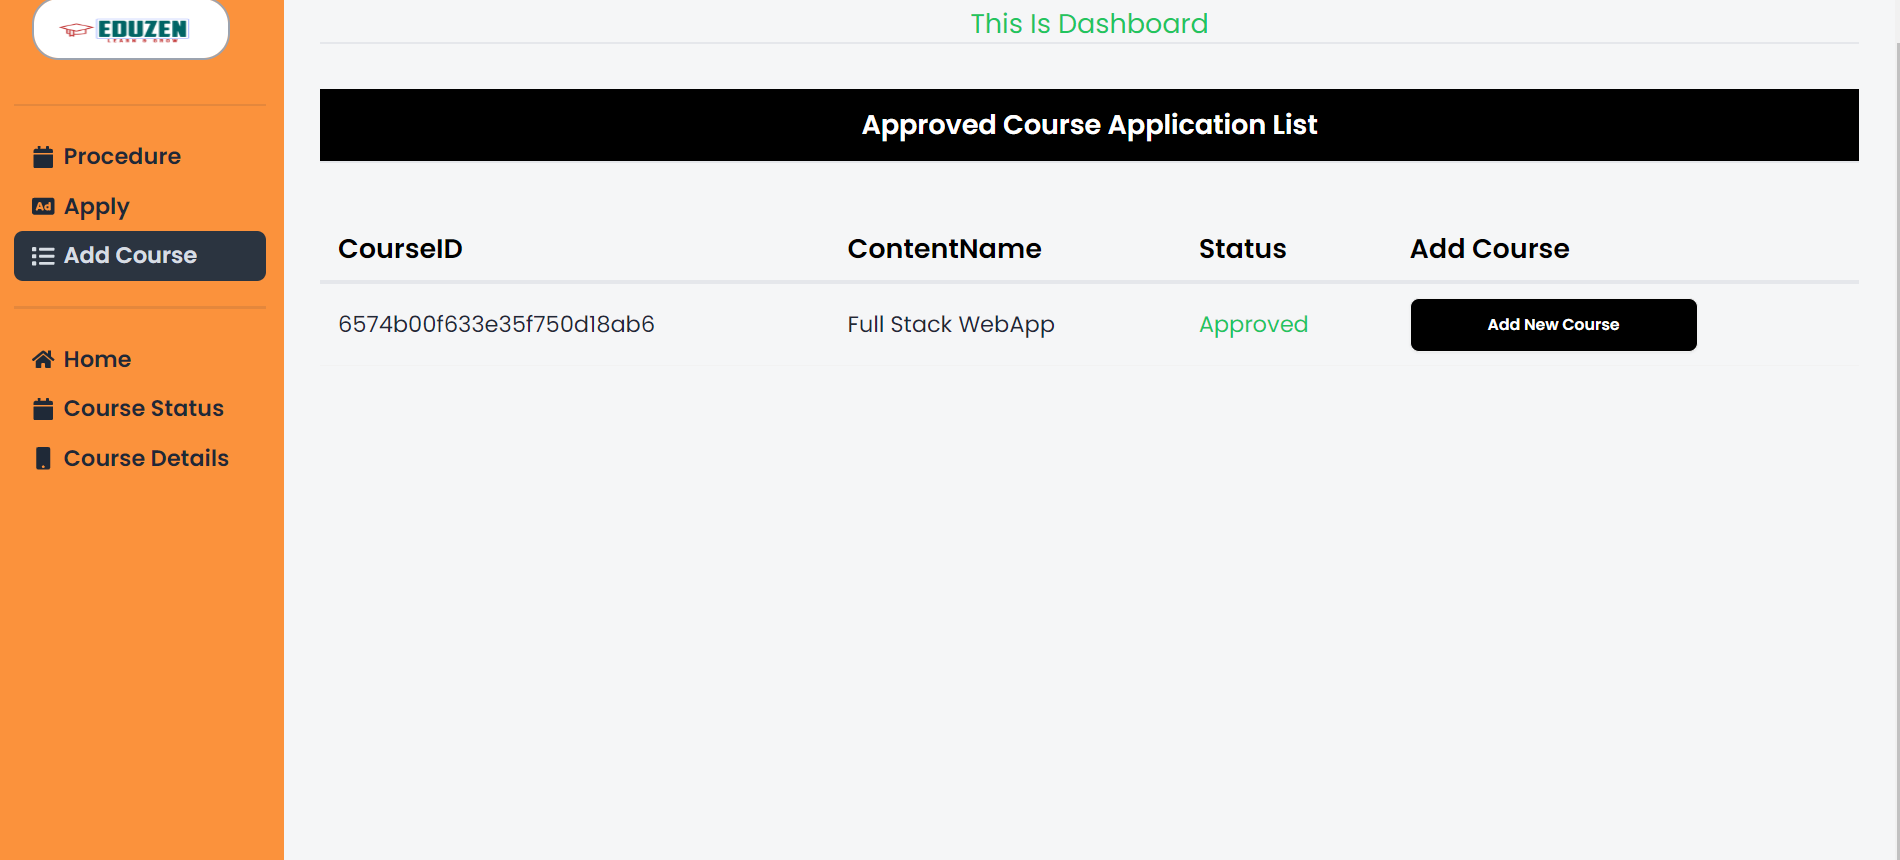 EDUZEN
LEARN N GROW
Procedure
Ad Apply
Add Course
Home
Course Status
Course Details
This Is Dashboard
Approved Course Application List
CourseID ContentName Status Add Course
6574b00f633e35f750d18ab6 Full Stack WebApp Approved Add New Course